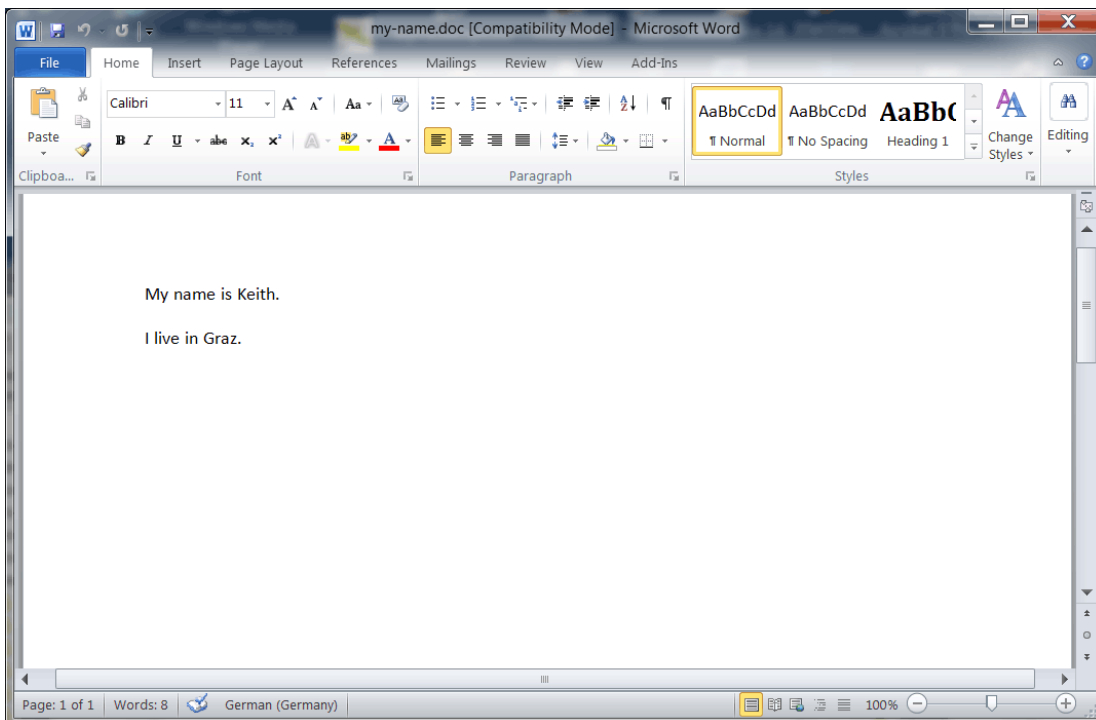 my-name.doc [Compatibility Mode] - Microsoft Word
File Home Insert Page Layout References Mailings Review View Add-Ins
Calibri 11 Aa
Paste
B I U abc x₂ x² A ab A
AaBbCcDd AaBbCcDd AaBb(
¶ Normal ¶ No Spacing Heading 1
Change Styles
Editing
Clipboa... Font Paragraph Styles
My name is Keith.
I live in Graz.
Page: 1 of 1 Words: 8 German (Germany) 100%